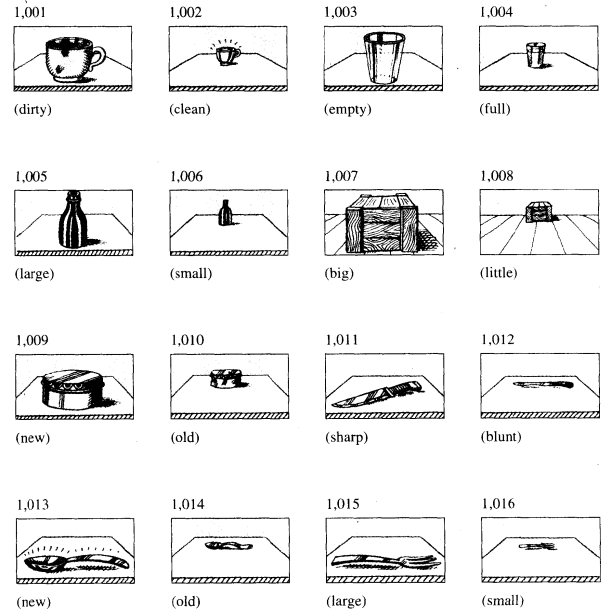 1,001 1,002 1,003 1,004
(dirty) (clean) (empty) (full)
1,005 1,006 1,007 1,008
(large) (small) (big) (little)
1,009 1,010 1,011 1,012
(new) (old) (sharp) (blunt)
1,013 1,014 1,015 1,016
(new) (old) (large) (small)